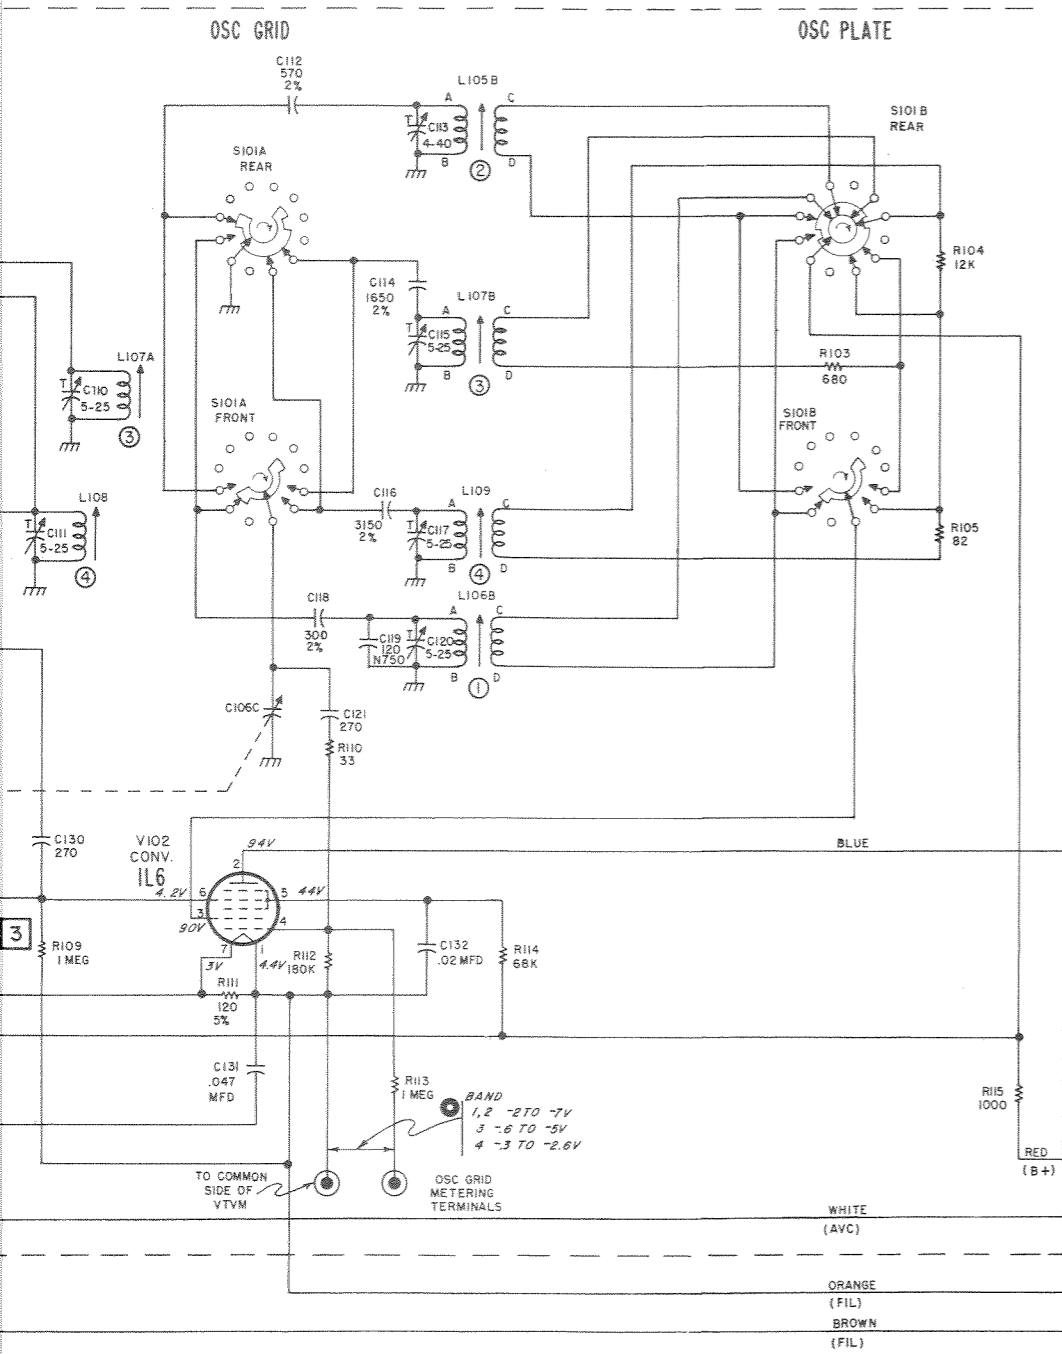 OSC GRID
OSC PLATE
C112
570
2%
L105B
A
C
S101B
REAR
T
C113
4-40
B
D
2
S101A
REAR
R104
12K
C114
1650
2%
L107B
A
C
T
C115
5-25
B
D
3
R103
680
L107A
T
C110
5-25
3
S101A
FRONT
S101B
FRONT
L108
T
C111
5-25
4
C116
3150
2%
L109
A
C
T
C117
5-25
B
D
4
R105
82
C118
300
2%
L106B
A
C
C119
120
N750
T
C120
5-25
B
D
1
C106C
C121
270
R110
33
C130
270
V102
CONV.
1L6
94V
2
BLUE
4.2V
6
5
44V
3
90V
4
7
1
3V
4.4V
3
R109
1 MEG
R112
180K
C132
.02 MFD
R114
68K
R111
120
5%
C131
.047
MFD
R113
1 MEG
BAND
1,2 -2 TO -7V
3 -.6 TO -5V
4 -.3 TO -2.6V
R115
1000
RED
(B+)
TO COMMON
SIDE OF
VTVM
OSC GRID
METERING
TERMINALS
WHITE
(AVC)
ORANGE
(FIL)
BROWN
(FIL)